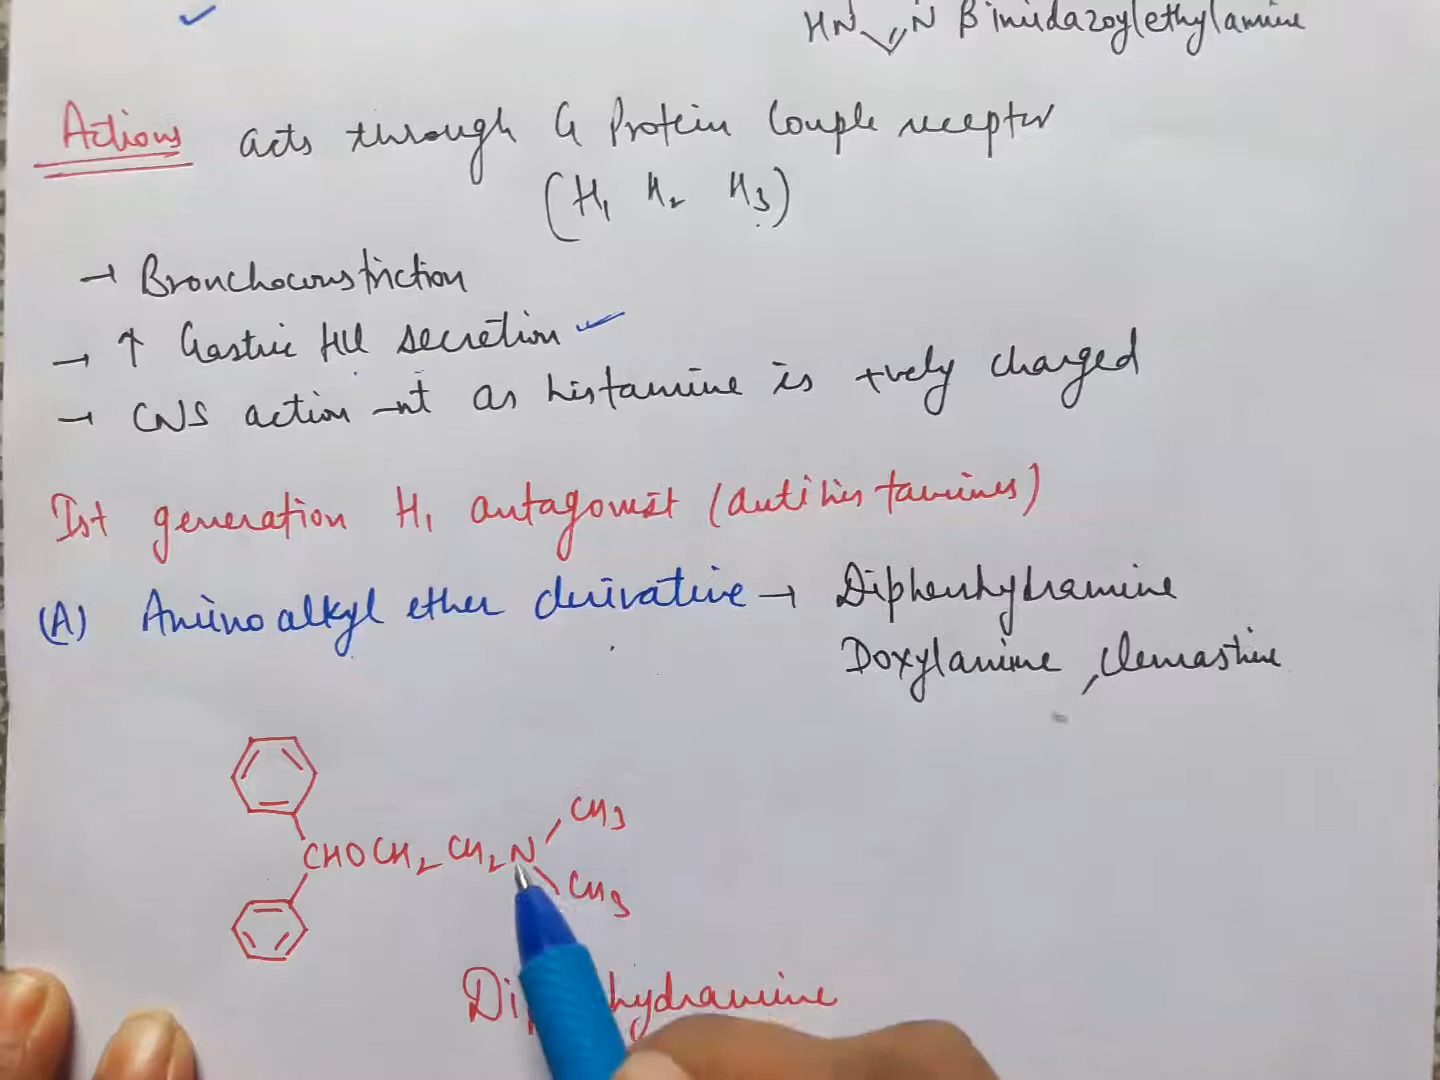 HN N β imidazoylethylamine
Actions acts through G Protein Couple receptor
(H1 H2 H3)
→ Bronchoconstriction
→ ↑ Gastric HCl secretion ✓
→ CNS action -nt as histamine is +vely charged
Ist generation H1 antagonist (antihistamines)
(A) Amino alkyl ether derivative → Diphenhydramine
Doxylamine, Clemastine
CH3
CHOCH2 CH2N
CH3
Di hydramine